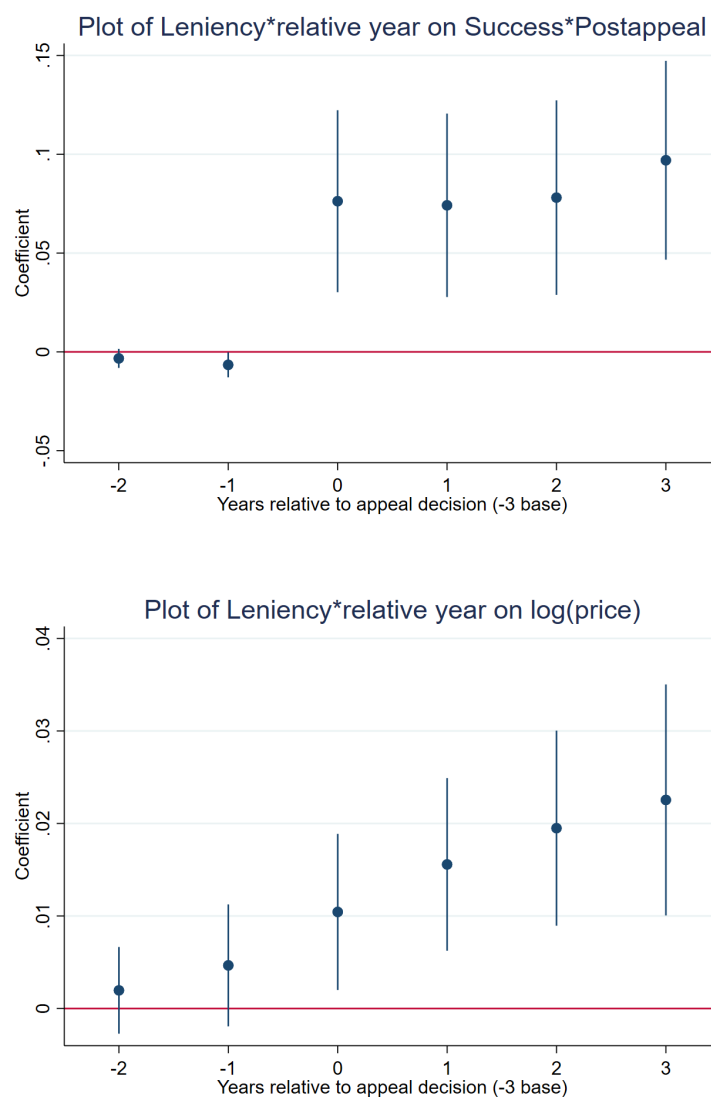 Plot of Leniency*relative year on Success*Postappeal
.15
.1
.05
0
-.05
Coefficient
-2 -1 0 1 2 3
Years relative to appeal decision (-3 base)
Plot of Leniency*relative year on log(price)
.04
.03
.02
.01
0
Coefficient
-2 -1 0 1 2 3
Years relative to appeal decision (-3 base)